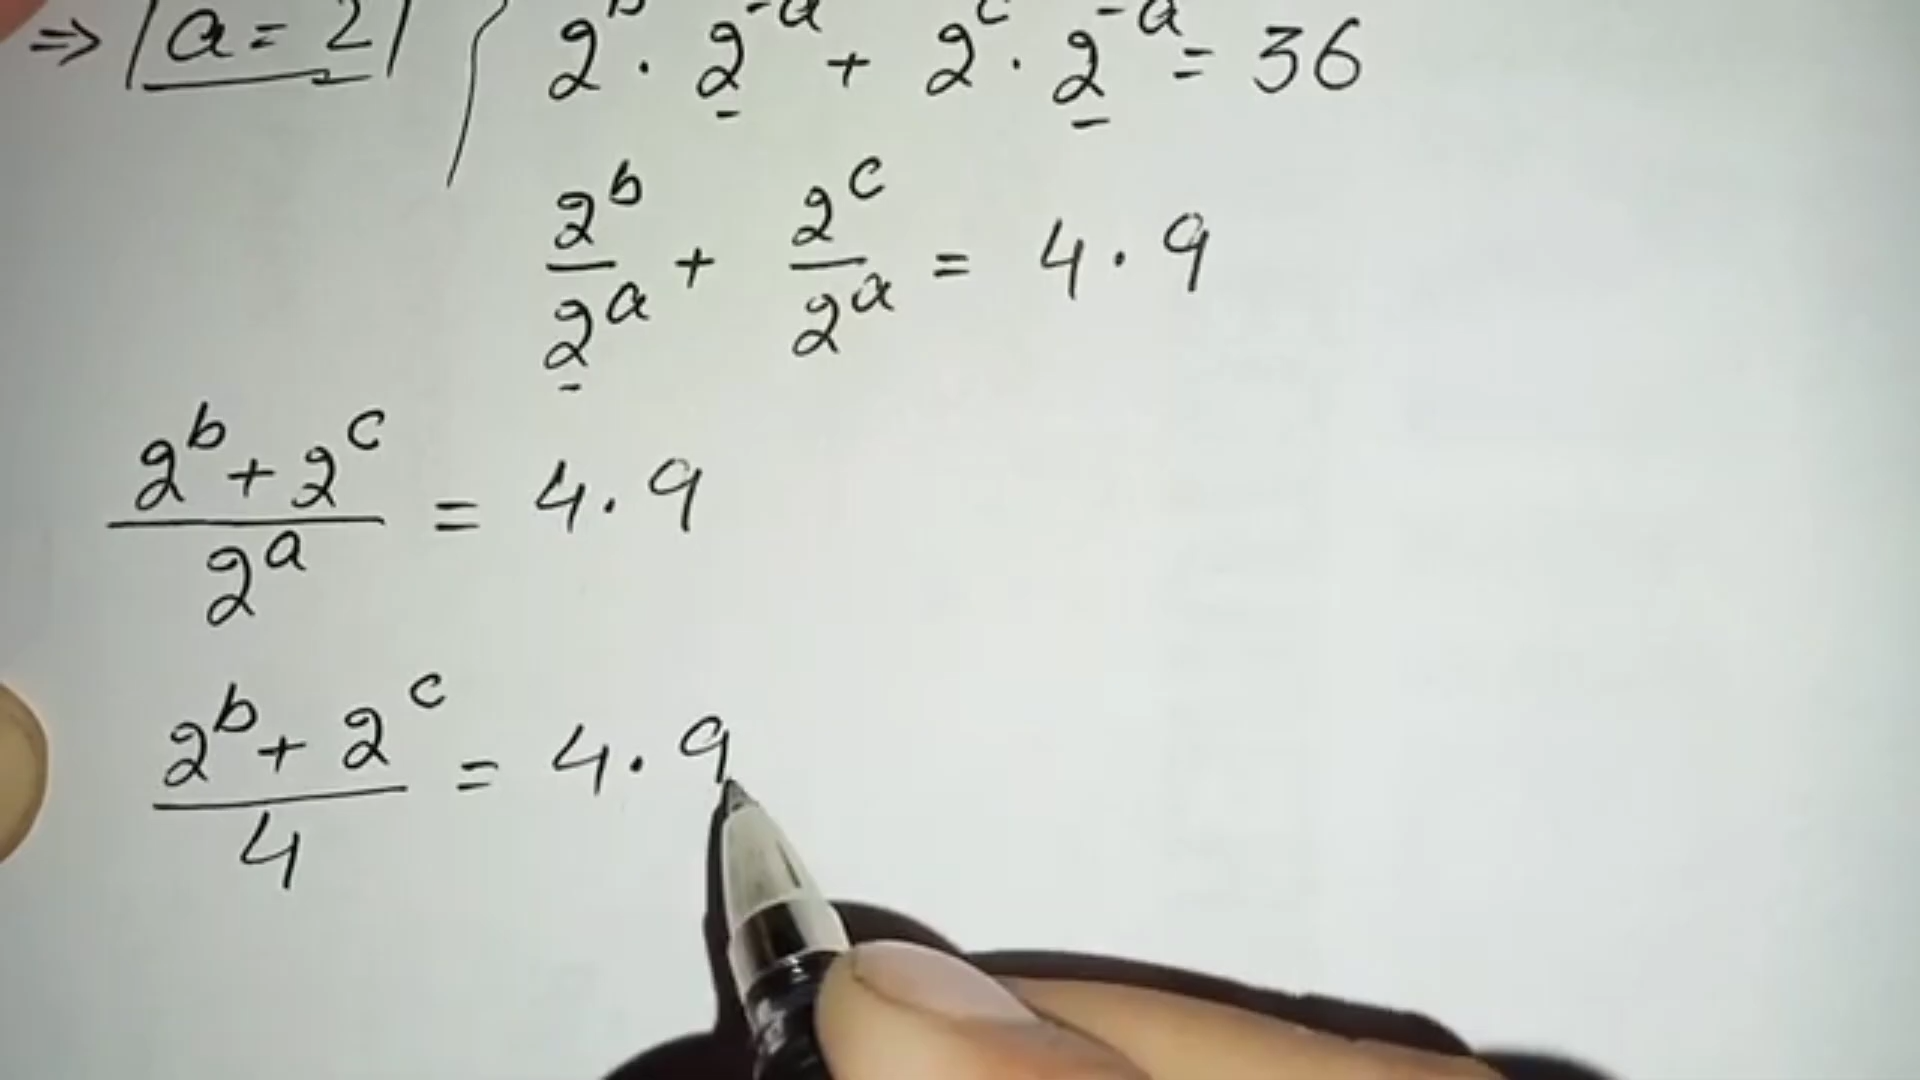 ⇒ a = 2 2^b · 2^-a + 2^c · 2^-a = 36
2^b/2^a + 2^c/2^a = 4 · 9
(2^b + 2^c)/2^a = 4 · 9
(2^b + 2^c)/4 = 4 · 9